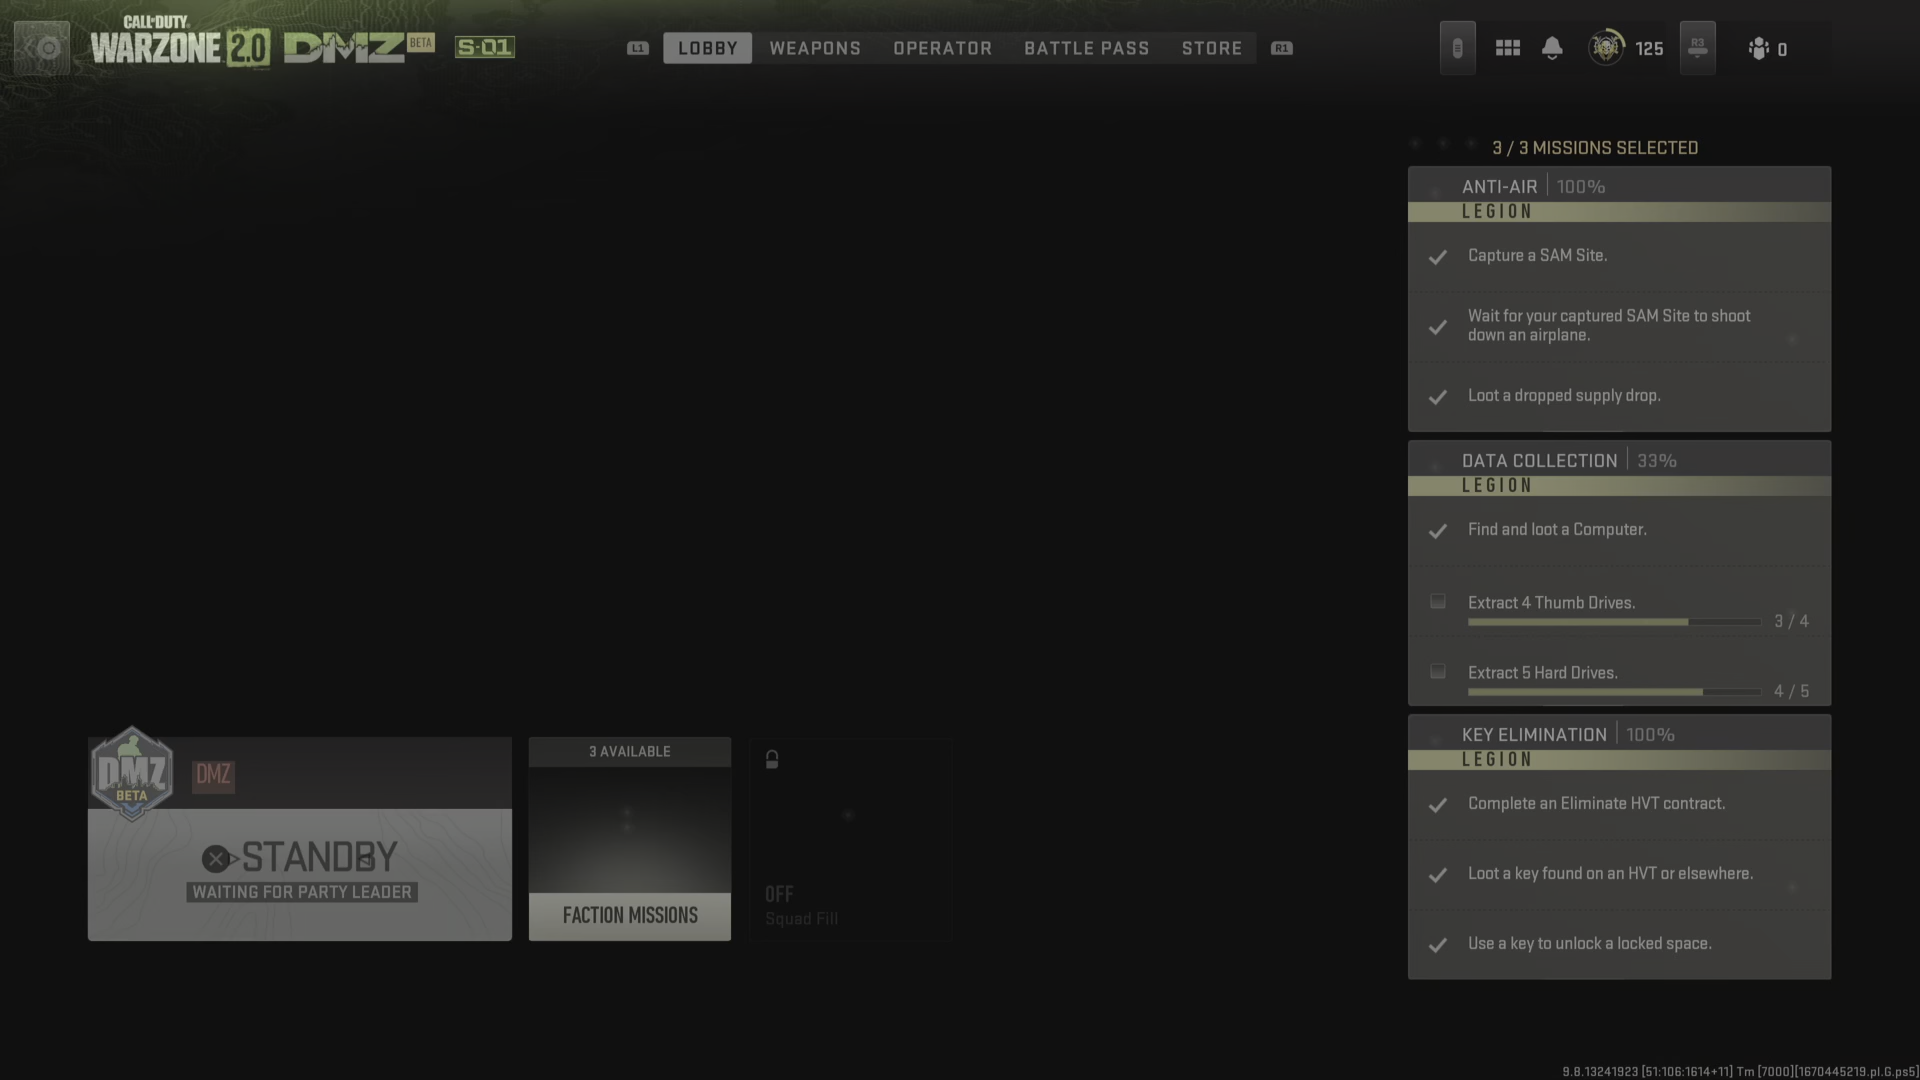 CALL OF DUTY
WARZONE 2.0 DMZ BETA S-01
L1 LOBBY WEAPONS OPERATOR BATTLE PASS STORE R1
125 R3 0
3 / 3 MISSIONS SELECTED
ANTI-AIR 100%
LEGION
Capture a SAM Site.
Wait for your captured SAM Site to shoot
down an airplane.
Loot a dropped supply drop.
DATA COLLECTION 33%
LEGION
Find and loot a Computer.
Extract 4 Thumb Drives.
3 / 4
Extract 5 Hard Drives.
4 / 5
KEY ELIMINATION 100%
LEGION
Complete an Eliminate HVT contract.
Loot a key found on an HVT or elsewhere.
Use a key to unlock a locked space.
DMZ
BETA
DMZ
STANDBY
WAITING FOR PARTY LEADER
3 AVAILABLE
FACTION MISSIONS
OFF
Squad Fill
9.8.13241923 [51:106:1614+11] Tm [7000][1670445219.pl.G.ps5]